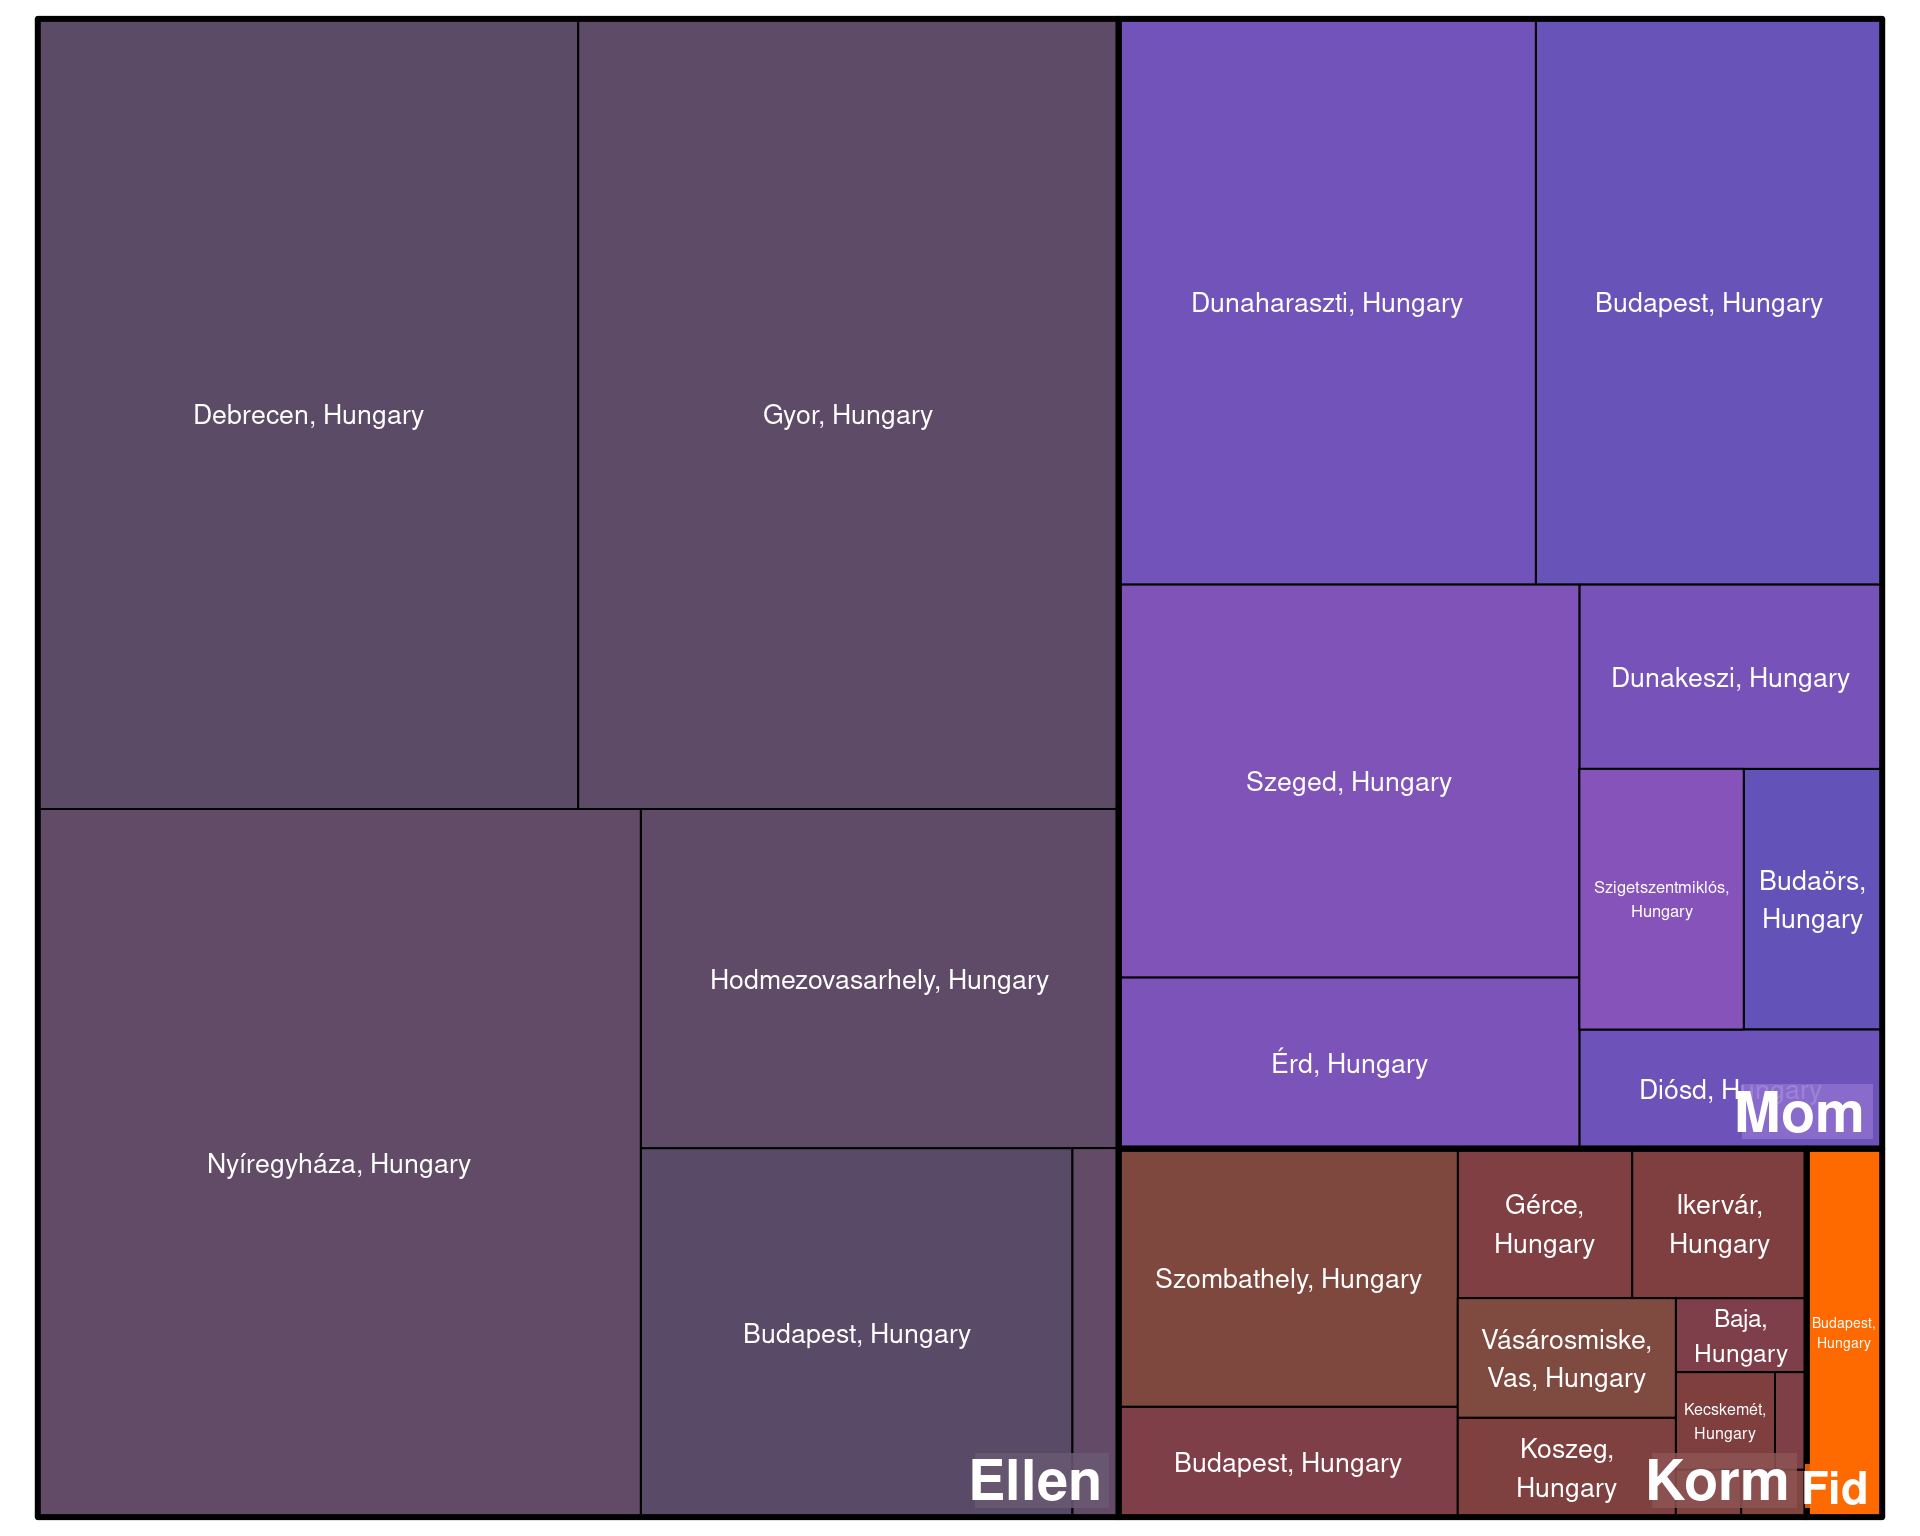 Debrecen, Hungary
Gyor, Hungary
Nyíregyháza, Hungary
Hodmezovasarhely, Hungary
Budapest, Hungary
Ellen
Dunaharaszti, Hungary
Budapest, Hungary
Szeged, Hungary
Dunakeszi, Hungary
Szigetszentmiklós,
Hungary
Budaörs,
Hungary
Érd, Hungary
Diósd, Hungary
Mom
Szombathely, Hungary
Budapest, Hungary
Gérce,
Hungary
Ikervár,
Hungary
Vásárosmiske,
Vas, Hungary
Baja,
Hungary
Kecskemét,
Hungary
Koszeg,
Hungary
Korm
Budapest,
Hungary
Fid